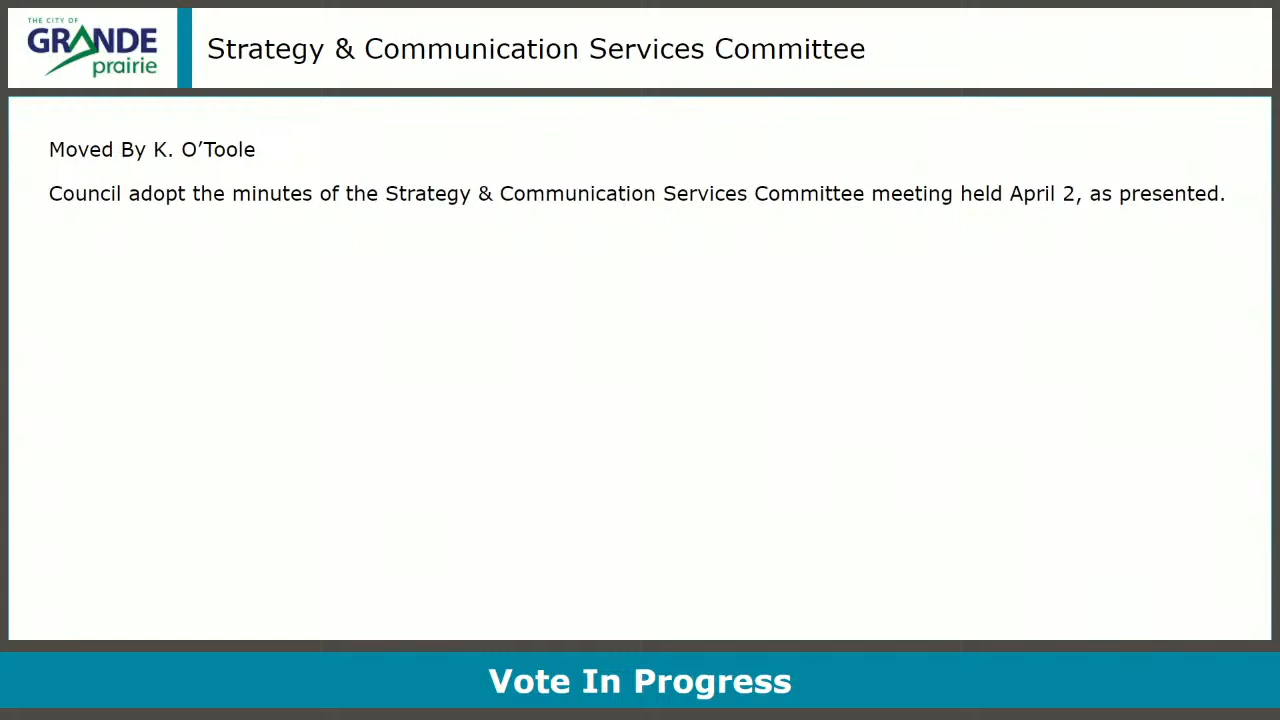 THE CITY OF
GRANDE
prairie
Strategy & Communication Services Committee
Moved By K. O’Toole
Council adopt the minutes of the Strategy & Communication Services Committee meeting held April 2, as presented.
Vote In Progress